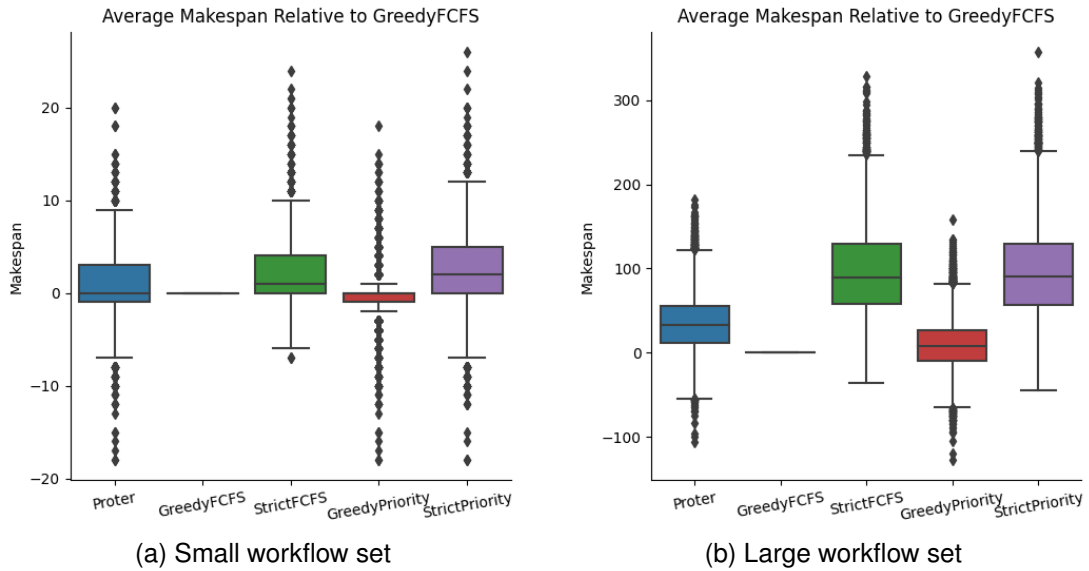 Average Makespan Relative to GreedyFCFS
Makespan
20
10
0
−10
−20
Proter GreedyFCFS StrictFCFS GreedyPriority StrictPriority
(a) Small workflow set
Average Makespan Relative to GreedyFCFS
Makespan
300
200
100
0
−100
Proter GreedyFCFS StrictFCFS GreedyPriority StrictPriority
(b) Large workflow set